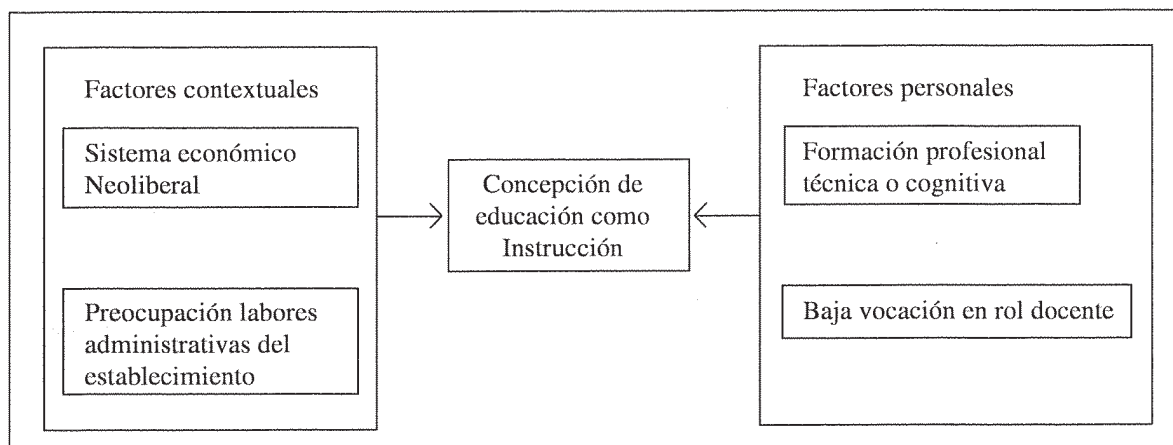 Factores contextuales
Sistema económico
Neoliberal
Preocupación labores
administrativas del
establecimiento
Concepción de
educación como
Instrucción
Factores personales
Formación profesional
técnica o cognitiva
Baja vocación en rol docente